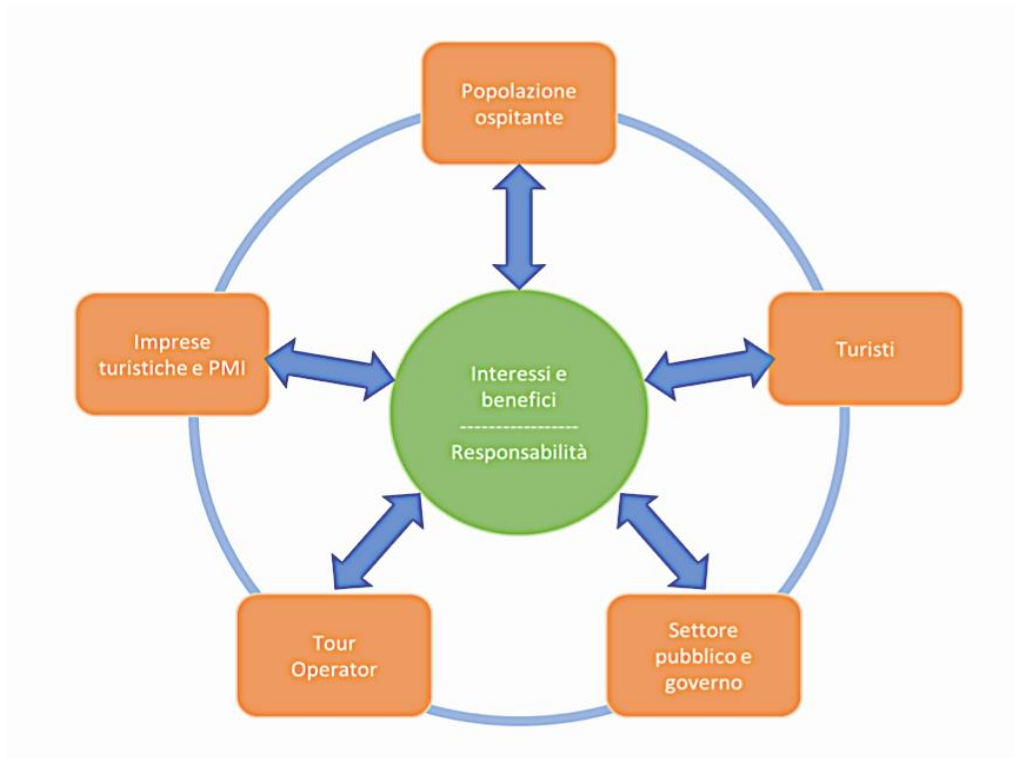 Popolazione
ospitante
Imprese
turistiche e PMI
Turisti
Interessi e
benefici
------------------
Responsabilità
Tour
Operator
Settore
pubblico e
governo